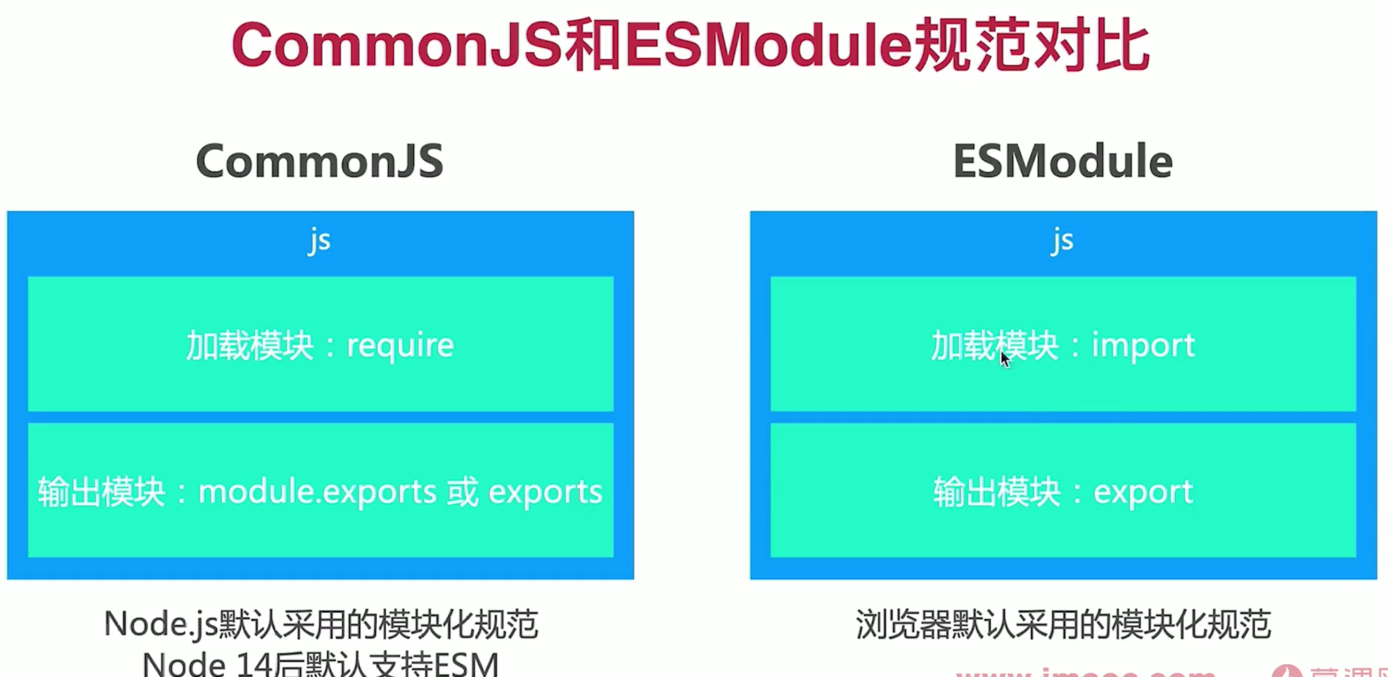 CommonJS和ESModule规范对比
CommonJS
js
加载模块：require
输出模块：module.exports 或 exports
Node.js默认采用的模块化规范
Node 14后默认支持ESM
ESModule
js
加载模块：import
输出模块：export
浏览器默认采用的模块化规范